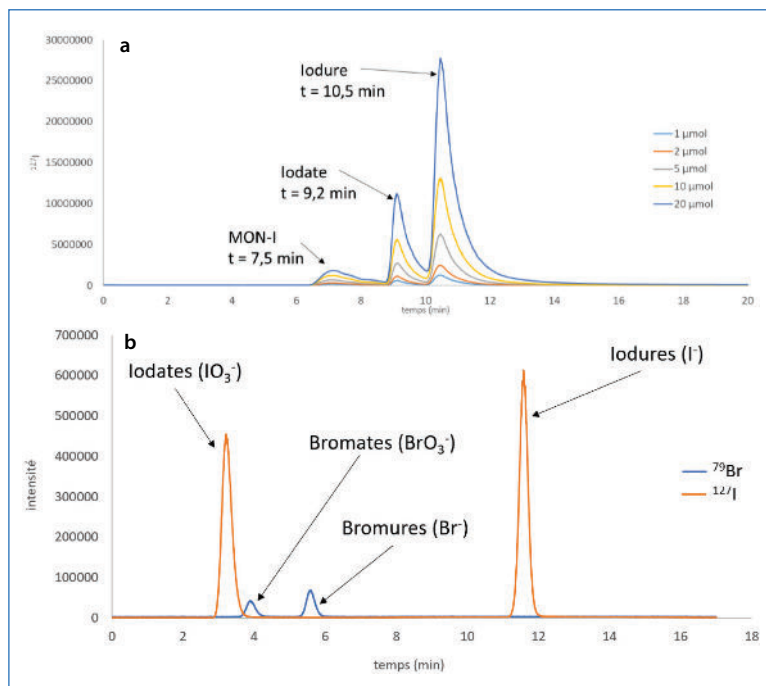 a
30000000
25000000
20000000
15000000
10000000
5000000
0
127I
Iodure
t = 10,5 min
Iodate
t = 9,2 min
MON-I
t = 7,5 min
1 µmol
2 µmol
5 µmol
10 µmol
20 µmol
0 2 4 6 8 10 12 14 16 18 20
temps (min)
b
700000
600000
500000
400000
300000
200000
100000
0
intensité
Iodates (IO₃⁻)
Bromates (BrO₃⁻)
Bromures (Br⁻)
Iodures (I⁻)
⁷⁹Br
¹²⁷I
0 2 4 6 8 10 12 14 16 18
temps (min)